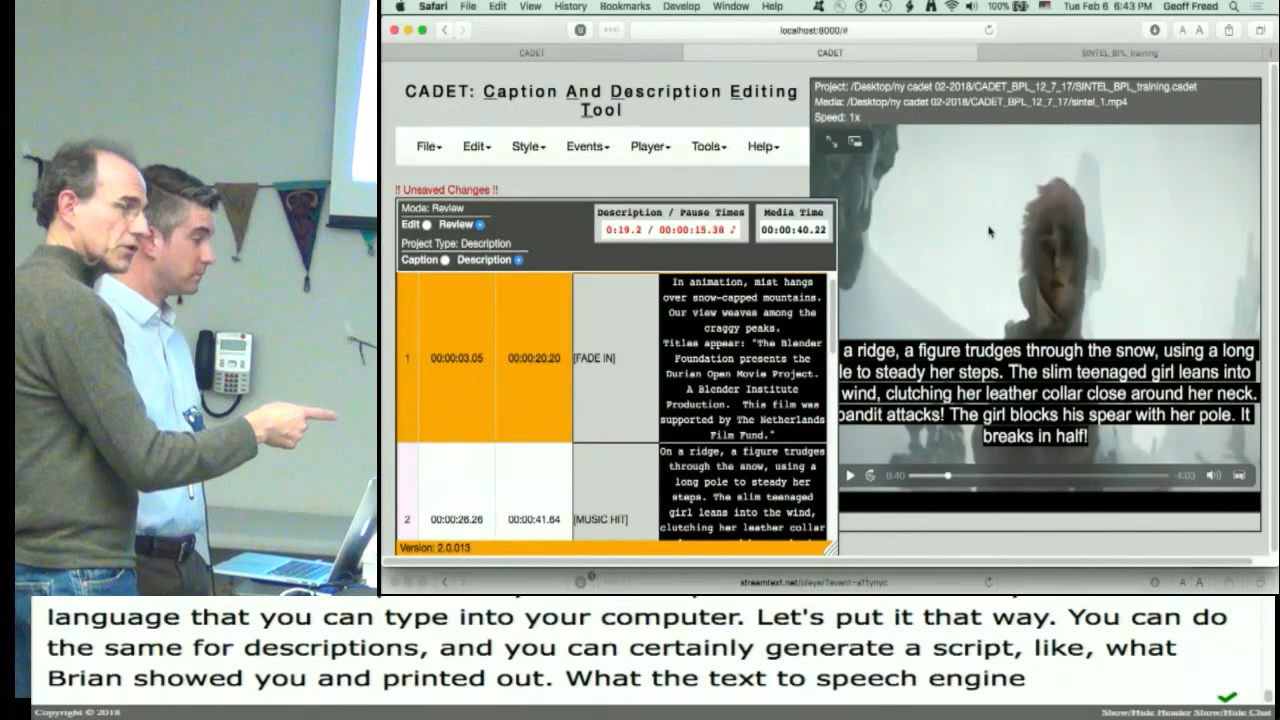 Safari File Edit View History Bookmarks Develop Window Help 100% Tue Feb 6 6:43 PM Geoff Freed
localhost:8000/#
CADET CADET SINTEL_BPL_training
CADET: Caption And Description Editing
Tool
File Edit Style Events Player Tools Help
!! Unsaved Changes !!
Mode: Review
Edit Review
Project Type: Description
Caption Description
Description / Pause Times
0:19.2 / 00:00:15.38
Media Time
00:00:40.22
1 00:00:03.05 00:00:20.20 [FADE IN]
In animation, mist hangs
over snow-capped mountains.
Our view weaves among the
craggy peaks.
Titles appear: "The Blender
Foundation presents the
Durian Open Movie Project.
A Blender Institute
Production. This film was
supported by The Netherlands
Film Fund."
2 00:00:26.26 00:00:41.64 [MUSIC HIT]
On a ridge, a figure trudges
through the snow, using a
long pole to steady her
steps. The slim teenaged
girl leans into the wind,
clutching her leather collar
Version: 2.0.013
Project: /Desktop/ny cadet 02-2018/CADET_BPL_12_7_17/SINTEL_BPL_training.cadet
Media: /Desktop/ny cadet 02-2018/CADET_BPL_12_7_17/sintel_1.mp4
Speed: 1x
a ridge, a figure trudges through the snow, using a long
le to steady her steps. The slim teenaged girl leans into
wind, clutching her leather collar close around her neck.
bandit attacks! The girl blocks his spear with her pole. It
breaks in half!
0:40 4:03
streamtext.net/player?event=a11ynyc
language that you can type into your computer. Let's put it that way. You can do
the same for descriptions, and you can certainly generate a script, like, what
Brian showed you and printed out. What the text to speech engine
Copyright © 2018 Show/Hide Header Show/Hide Chat